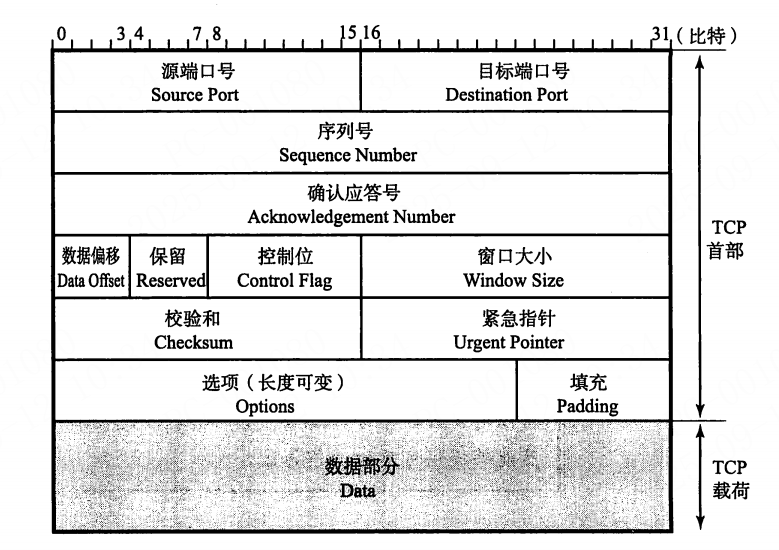 0 3 4 7 8 15 16 31 (比特)
源端口号 目标端口号
Source Port Destination Port
序列号
Sequence Number
确认应答号
Acknowledgement Number
TCP
首部
数据偏移 保留 控制位 窗口大小
Data Offset Reserved Control Flag Window Size
校验和 紧急指针
Checksum Urgent Pointer
选项(长度可变) 填充
Options Padding
数据部分
Data
TCP
载荷